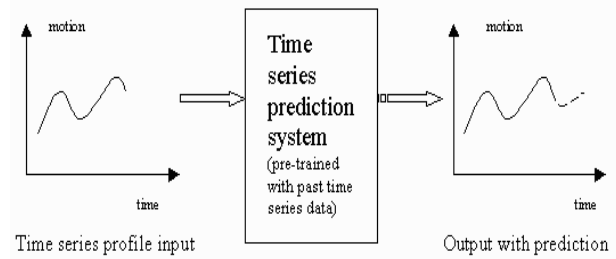 motion
time
Time series profile input
Time
series
prediction
system
(pre-trained
with past time
series data)
motion
time
Output with prediction